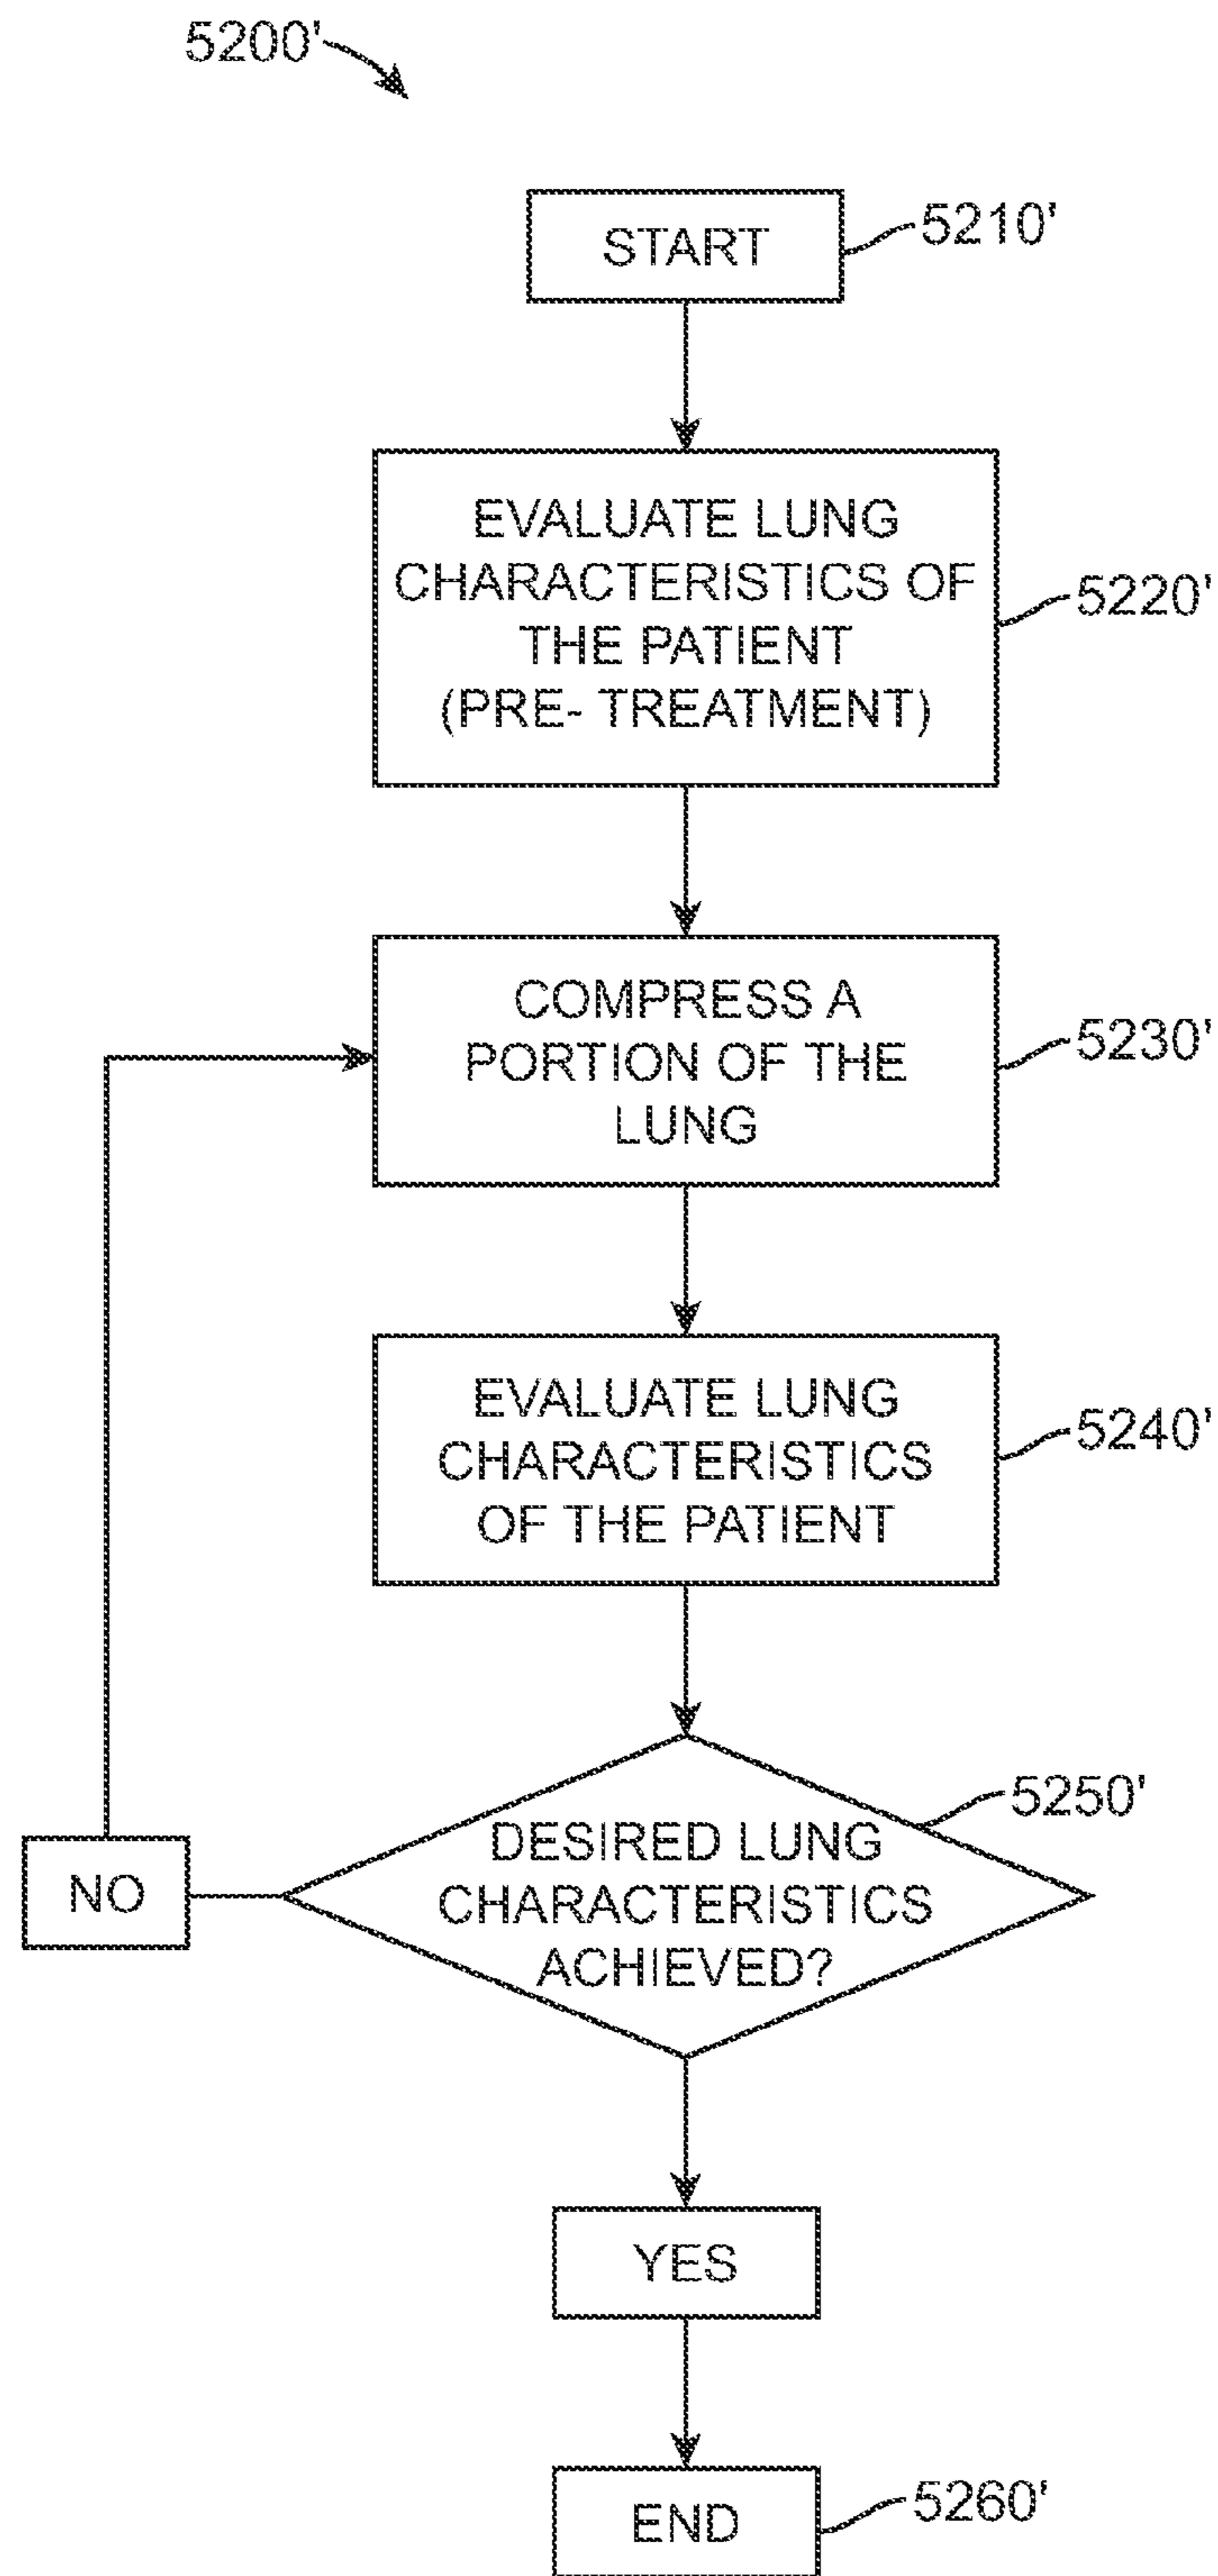 5200'
START
5210'
EVALUATE LUNG
CHARACTERISTICS OF
THE PATIENT
(PRE- TREATMENT)
5220'
COMPRESS A
PORTION OF THE
LUNG
5230'
EVALUATE LUNG
CHARACTERISTICS
OF THE PATIENT
5240'
DESIRED LUNG
CHARACTERISTICS
ACHIEVED?
5250'
NO
YES
END
5260'